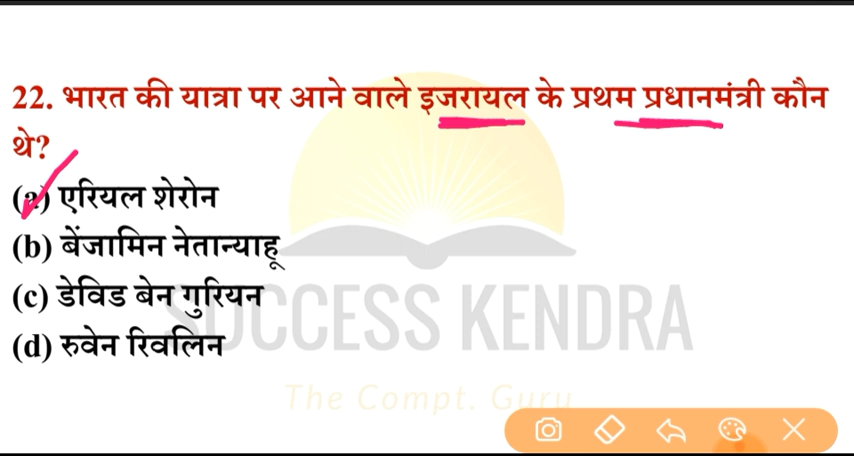 22. भारत की यात्रा पर आने वाले इजरायल के प्रथम प्रधानमंत्री कौन
थे?
(a) एरियल शेरोन
(b) बेंजामिन नेतान्याहू
(c) डेविड बेन गुरियन
(d) रुवेन रिवलिन
SUCCESS KENDRA
The Compt. Guru